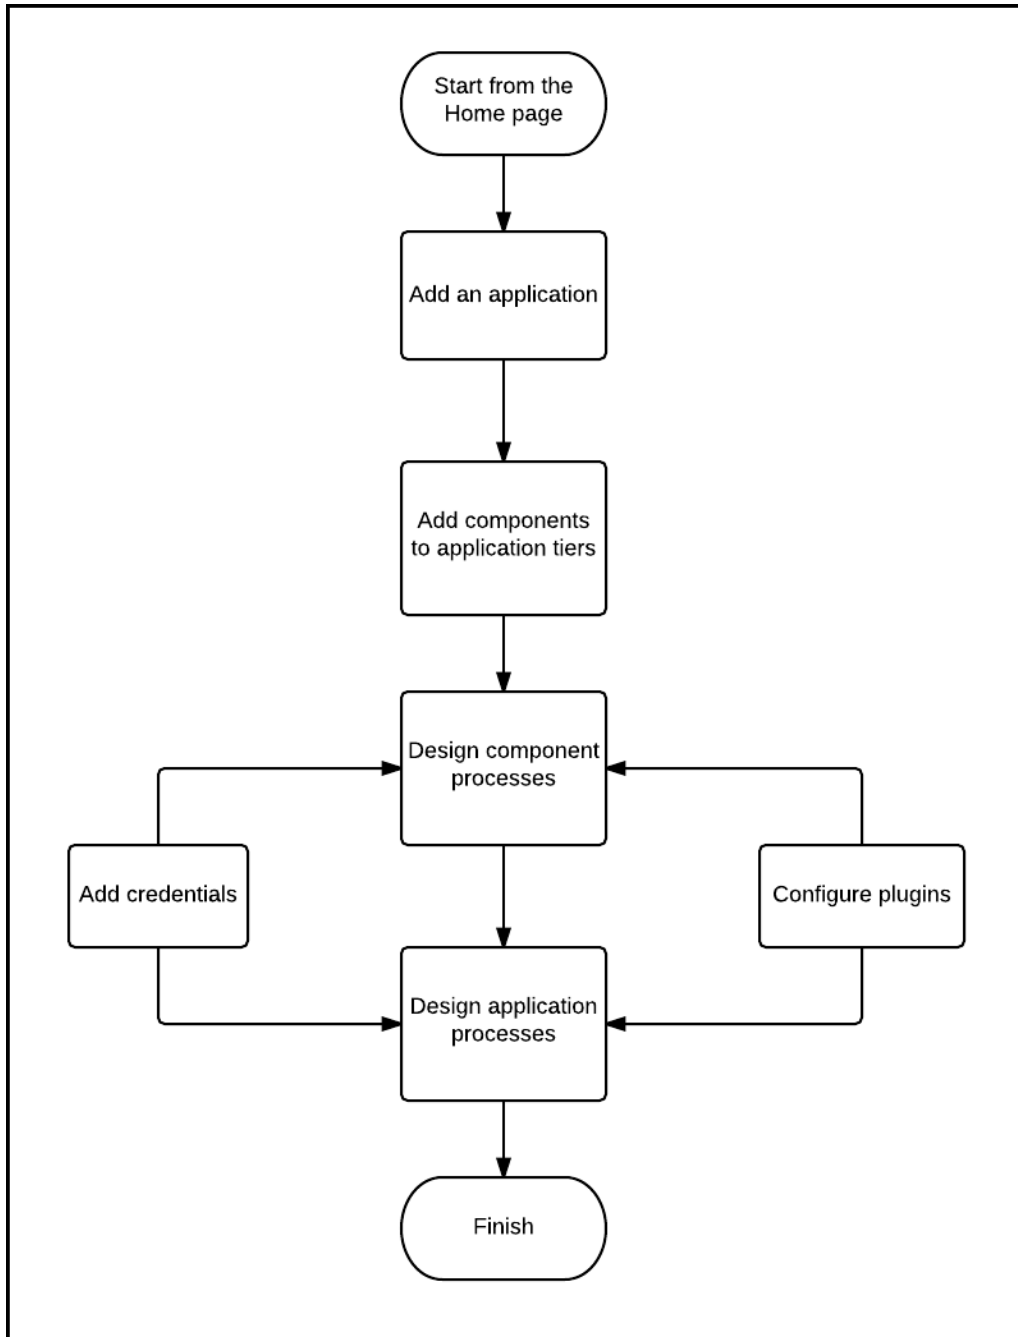 Start from the
Home page
Add an application
Add components
to application tiers
Design component
processes
Add credentials
Configure plugins
Design application
processes
Finish